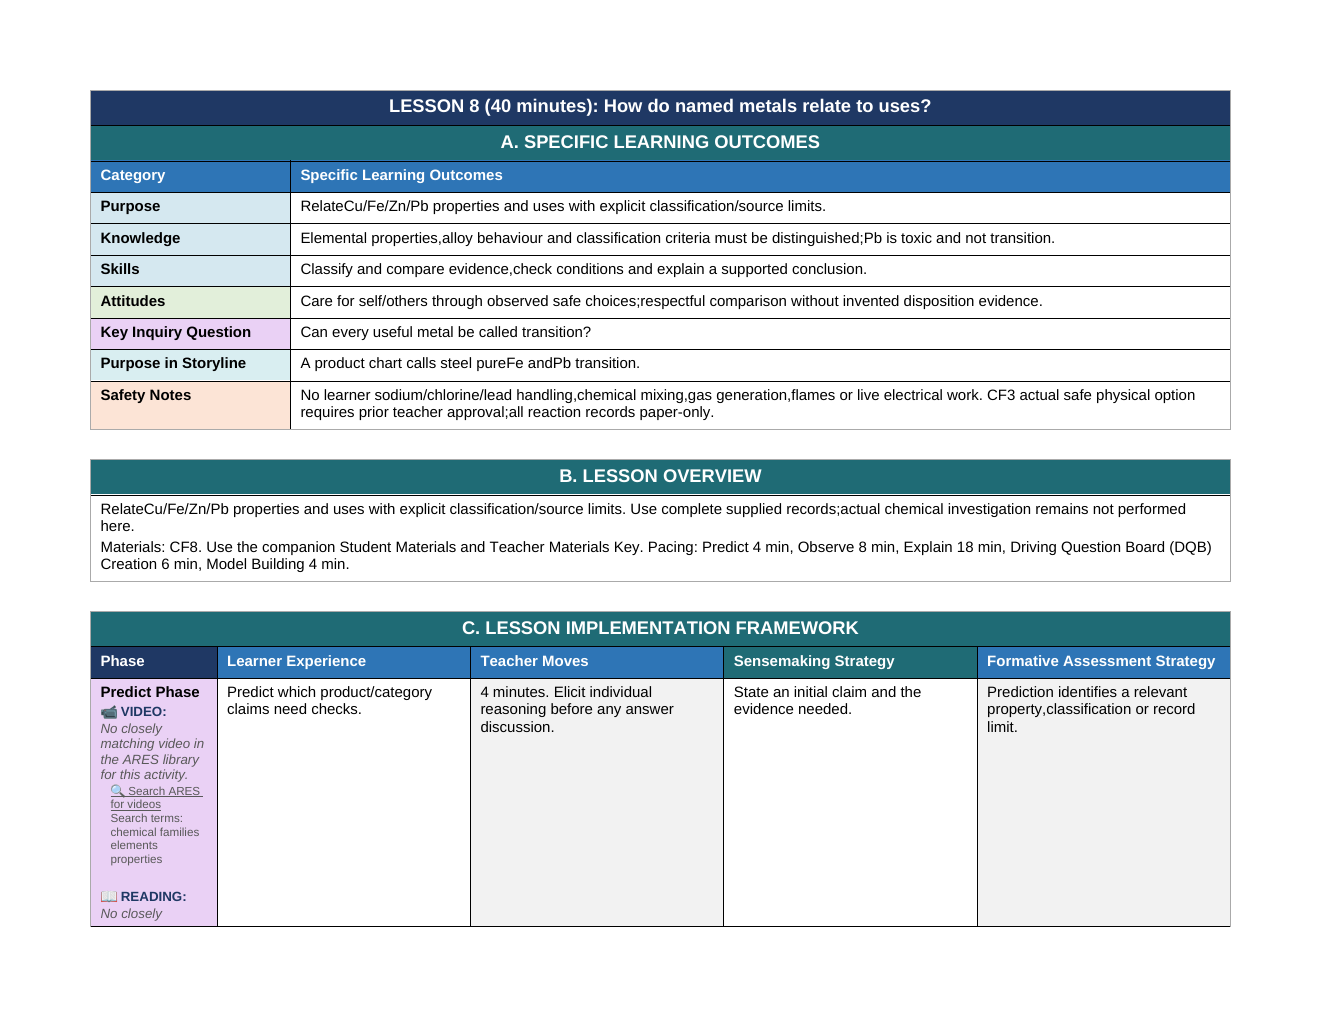 LESSON 8 (40 minutes): How do named metals relate to uses?
A. SPECIFIC LEARNING OUTCOMES
Category
Specific Learning Outcomes
Purpose
RelateCu/Fe/Zn/Pb properties and uses with explicit classification/source limits.
Knowledge
Elemental properties,alloy behaviour and classification criteria must be distinguished;Pb is toxic and not transition.
Skills
Classify and compare evidence,check conditions and explain a supported conclusion.
Attitudes
Care for self/others through observed safe choices;respectful comparison without invented disposition evidence.
Key Inquiry Question
Can every useful metal be called transition?
Purpose in Storyline
A product chart calls steel pureFe andPb transition.
Safety Notes
No learner sodium/chlorine/lead handling,chemical mixing,gas generation,flames or live electrical work. CF3 actual safe physical option
requires prior teacher approval;all reaction records paper-only.
B. LESSON OVERVIEW
RelateCu/Fe/Zn/Pb properties and uses with explicit classification/source limits. Use complete supplied records;actual chemical investigation remains not performed
here.
Materials: CF8. Use the companion Student Materials and Teacher Materials Key. Pacing: Predict 4 min, Observe 8 min, Explain 18 min, Driving Question Board (DQB)
Creation 6 min, Model Building 4 min.
C. LESSON IMPLEMENTATION FRAMEWORK
Phase
Learner Experience
Teacher Moves
Sensemaking Strategy
Formative Assessment Strategy
Predict Phase
📹 VIDEO:
No closely
matching video in
the ARES library
for this activity.
🔍 Search ARES
for videos
Search terms:
chemical families
elements
properties
📖 READING:
No closely
Predict which product/category
claims need checks.
4 minutes. Elicit individual
reasoning before any answer
discussion.
State an initial claim and the
evidence needed.
Prediction identifies a relevant
property,classification or record
limit.